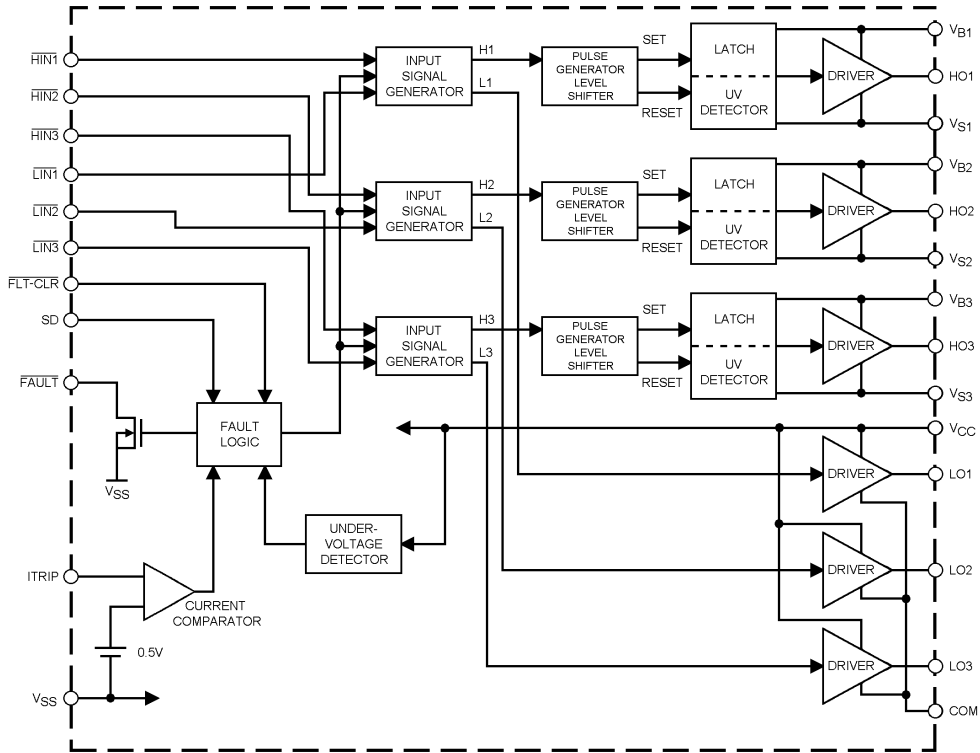 HIN1
HIN2
HIN3
LIN1
LIN2
LIN3
FLT-CLR
SD
FAULT
VSS
ITRIP
VSS
0.5V
CURRENT
COMPARATOR
FAULT
LOGIC
UNDER-
VOLTAGE
DETECTOR
INPUT
SIGNAL
GENERATOR
H1
L1
PULSE
GENERATOR
LEVEL
SHIFTER
SET
RESET
LATCH
UV
DETECTOR
DRIVER
VB1
HO1
VS1
INPUT
SIGNAL
GENERATOR
H2
L2
PULSE
GENERATOR
LEVEL
SHIFTER
SET
RESET
LATCH
UV
DETECTOR
DRIVER
VB2
HO2
VS2
INPUT
SIGNAL
GENERATOR
H3
L3
PULSE
GENERATOR
LEVEL
SHIFTER
SET
RESET
LATCH
UV
DETECTOR
DRIVER
VB3
HO3
VS3
VCC
DRIVER
LO1
DRIVER
LO2
DRIVER
LO3
COM